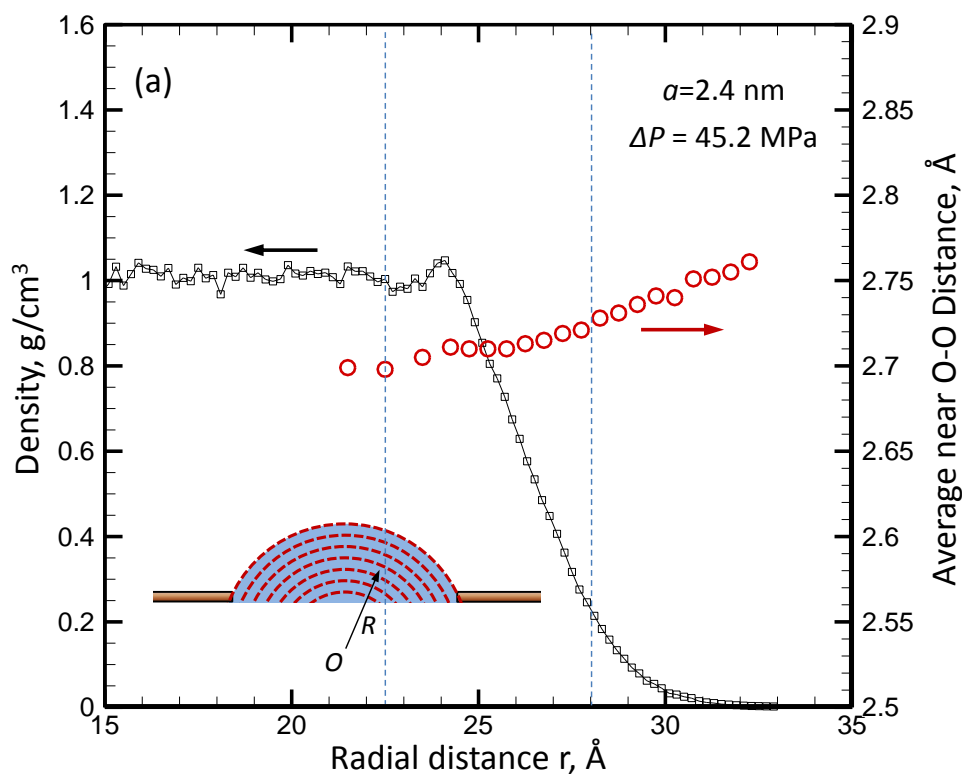 (a)
a=2.4 nm
ΔP = 45.2 MPa
Density, g/cm³
1.6
1.4
1.2
1
0.8
0.6
0.4
0.2
0
2.9
2.85
2.8
2.75
2.7
2.65
2.6
2.55
2.5
Average near O-O Distance, Å
R
O
15
20
25
30
35
Radial distance r, Å